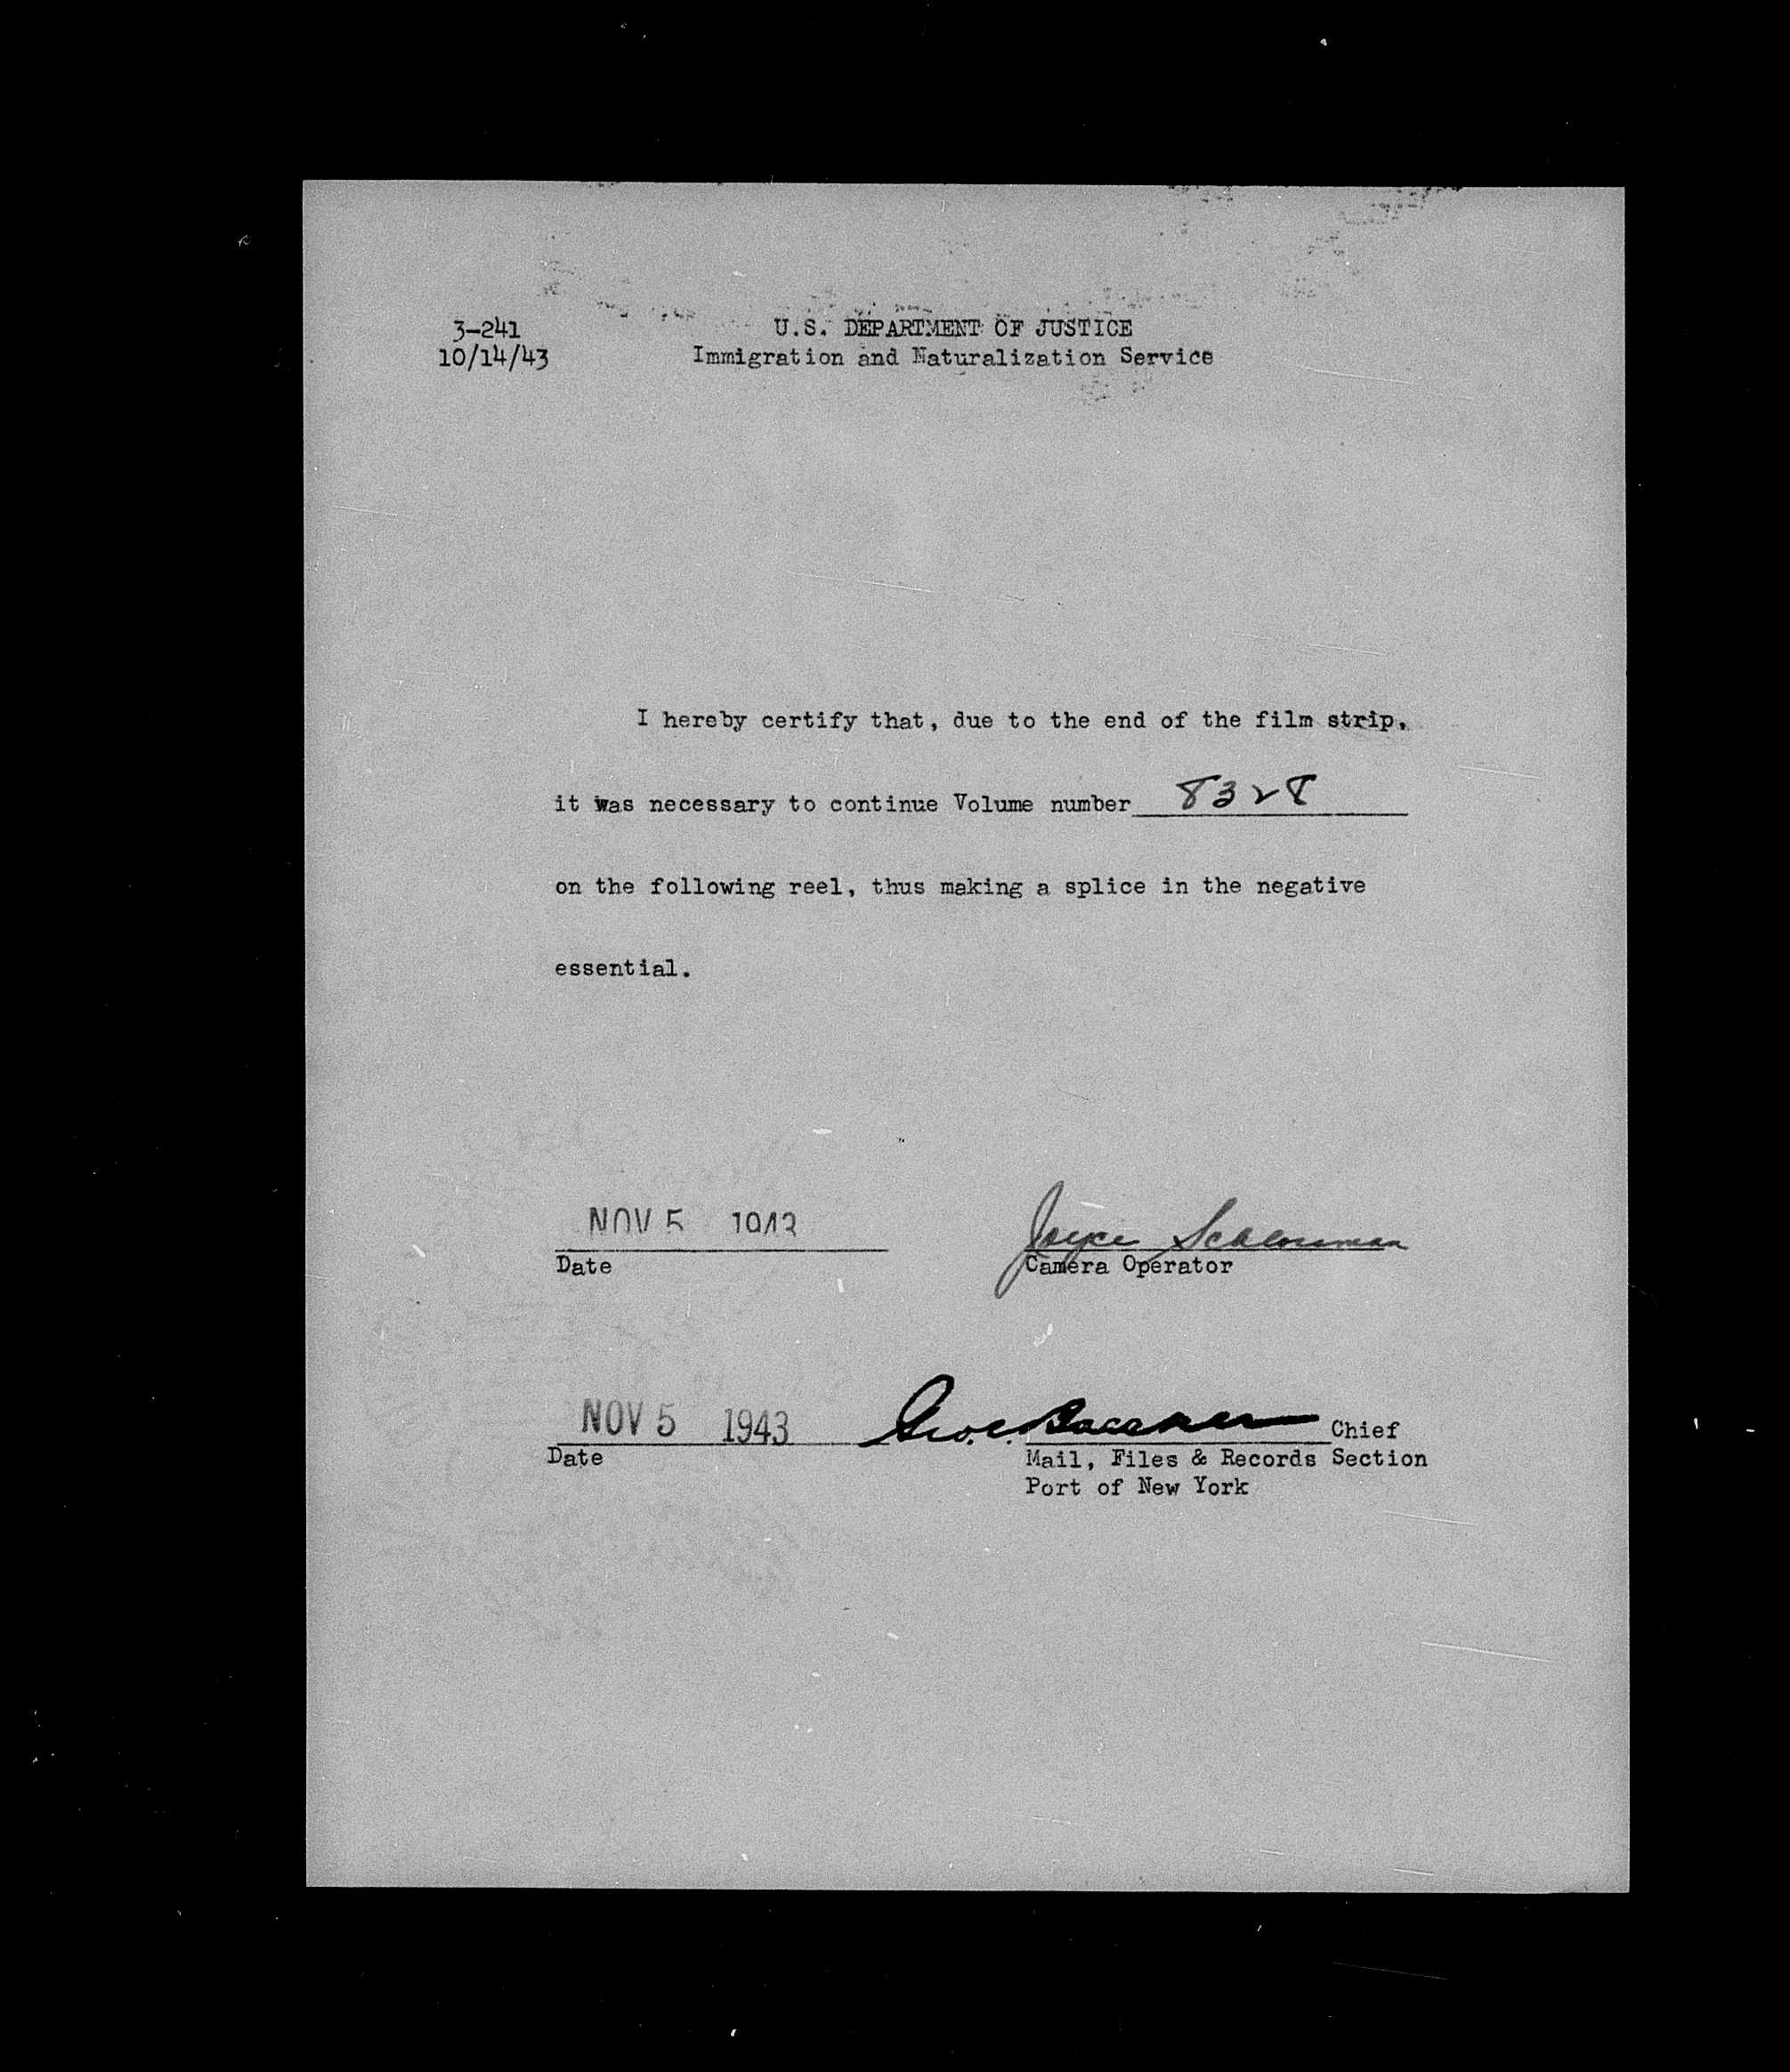 3-241
10/14/43
U.S. DEPARTMENT OF JUSTICE
Immigration and Naturalization Service
I hereby certify that, due to the end of the film strip,
it was necessary to continue Volume number 8328
on the following reel, thus making a splice in the negative
essential.
NOV 5 1943
Date
Joyce
Camera Operator
NOV 5 1943
Date
Geo. C. Chief
Mail, Files & Records Section
Port of New York